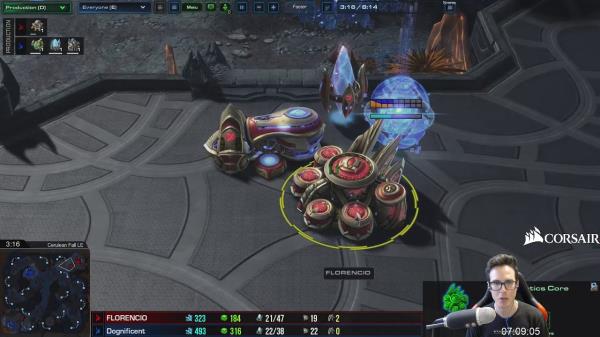 Production (D)
Everyone (E)
Menu
Faster
3:16 / 8:14
PRODUCTION
CORSAIR
3:16
Cerulean Fall LE
FLORENCIO
tics Core
FLORENCIO 323 184 21/47 19 2
Dognificent 493 316 22/38 22 0
07:09:05